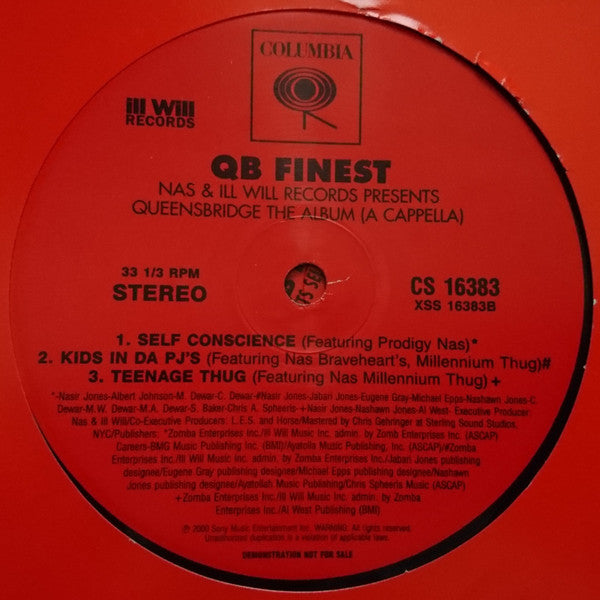 COLUMBIA
ill Will
RECORDS
QB FINEST
NAS & ILL WILL RECORDS PRESENTS
QUEENSBRIDGE THE ALBUM (A CAPPELLA)
33 1/3 RPM
STEREO
CS 16383
XSS 16383B
1. SELF CONSCIENCE (Featuring Prodigy Nas)*
2. KIDS IN DA PJ'S (Featuring Nas Braveheart's, Millennium Thug)#
3. TEENAGE THUG (Featuring Nas Millennium Thug) +
*-Nasir Jones-Albert Johnson-M. Dewar-C. Dewar-#Nasir Jones-Jabari Jones-Eugene Gray-Michael Epps-Nashawn Jones-C.
Dewar-M.W. Dewar-M.A. Dewar-S. Baker-Chris A. Spheeris-+Nasir Jones-Nashawn Jones-Al West- Executive Producer:
Nas & Ill Will/Co-Executive Producers: L.E.S. and Horse/Mastered by Chris Gehringer at Sterling Sound Studios.
NYC/Publishers: *Zomba Enterprises Inc./Ill Will Music Inc. admin. by Zomb Enterprises Inc. (ASCAP)
Careers-BMG Music Publishing Inc. (BMI)/Ayatolla Music Publishing, Inc. (ASCAP)/#Zomba
Enterprises Inc./Ill Will Music Inc. admin. by Zomba Enterprises Inc./Jabari Jones publishing
designee/Eugene Gray publishing designee/Michael Epps publishing designee/Nashawn
Jones publishing designee/Ayatollah Music Publishing/Chris Spheeris Music (ASCAP)
+Zomba Enterprises Inc./Ill Will Music Inc. admin. by Zomba
Enterprises Inc./Al West Publishing (BMI)
℗ 2000 Sony Music Entertainment Inc. WARNING: All rights reserved.
Unauthorized duplication is a violation of applicable laws.
DEMONSTRATION NOT FOR SALE